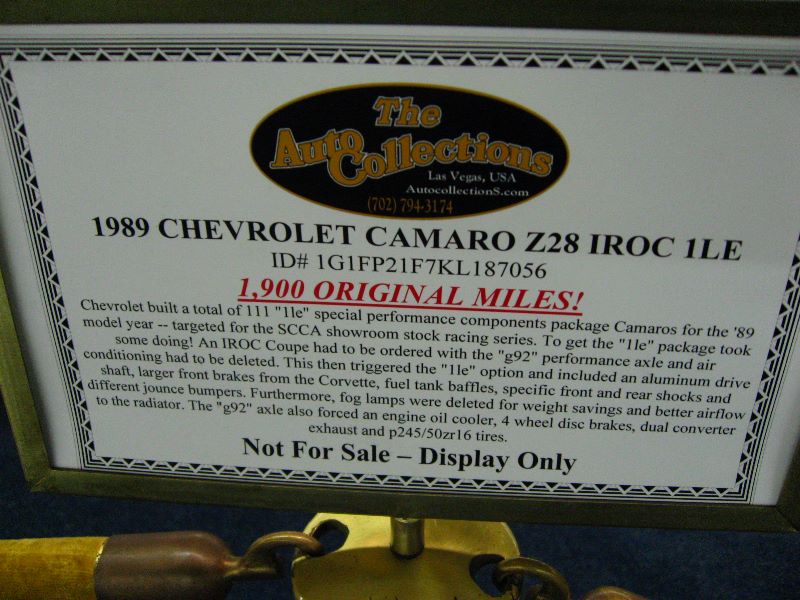 The
Auto Collections
Las Vegas, USA
AutocollectionS.com
(702) 794-3174
1989 CHEVROLET CAMARO Z28 IROC 1LE
ID# 1G1FP21F7KL187056
1,900 ORIGINAL MILES!
Chevrolet built a total of 111 "1le" special performance components package Camaros for the '89
model year -- targeted for the SCCA showroom stock racing series. To get the "1le" package took
some doing! An IROC Coupe had to be ordered with the "g92" performance axle and air
conditioning had to be deleted. This then triggered the "1le" option and included an aluminum drive
shaft, larger front brakes from the Corvette, fuel tank baffles, specific front and rear shocks and
different jounce bumpers. Furthermore, fog lamps were deleted for weight savings and better airflow
to the radiator. The "g92" axle also forced an engine oil cooler, 4 wheel disc brakes, dual converter
exhaust and p245/50zr16 tires.
Not For Sale – Display Only